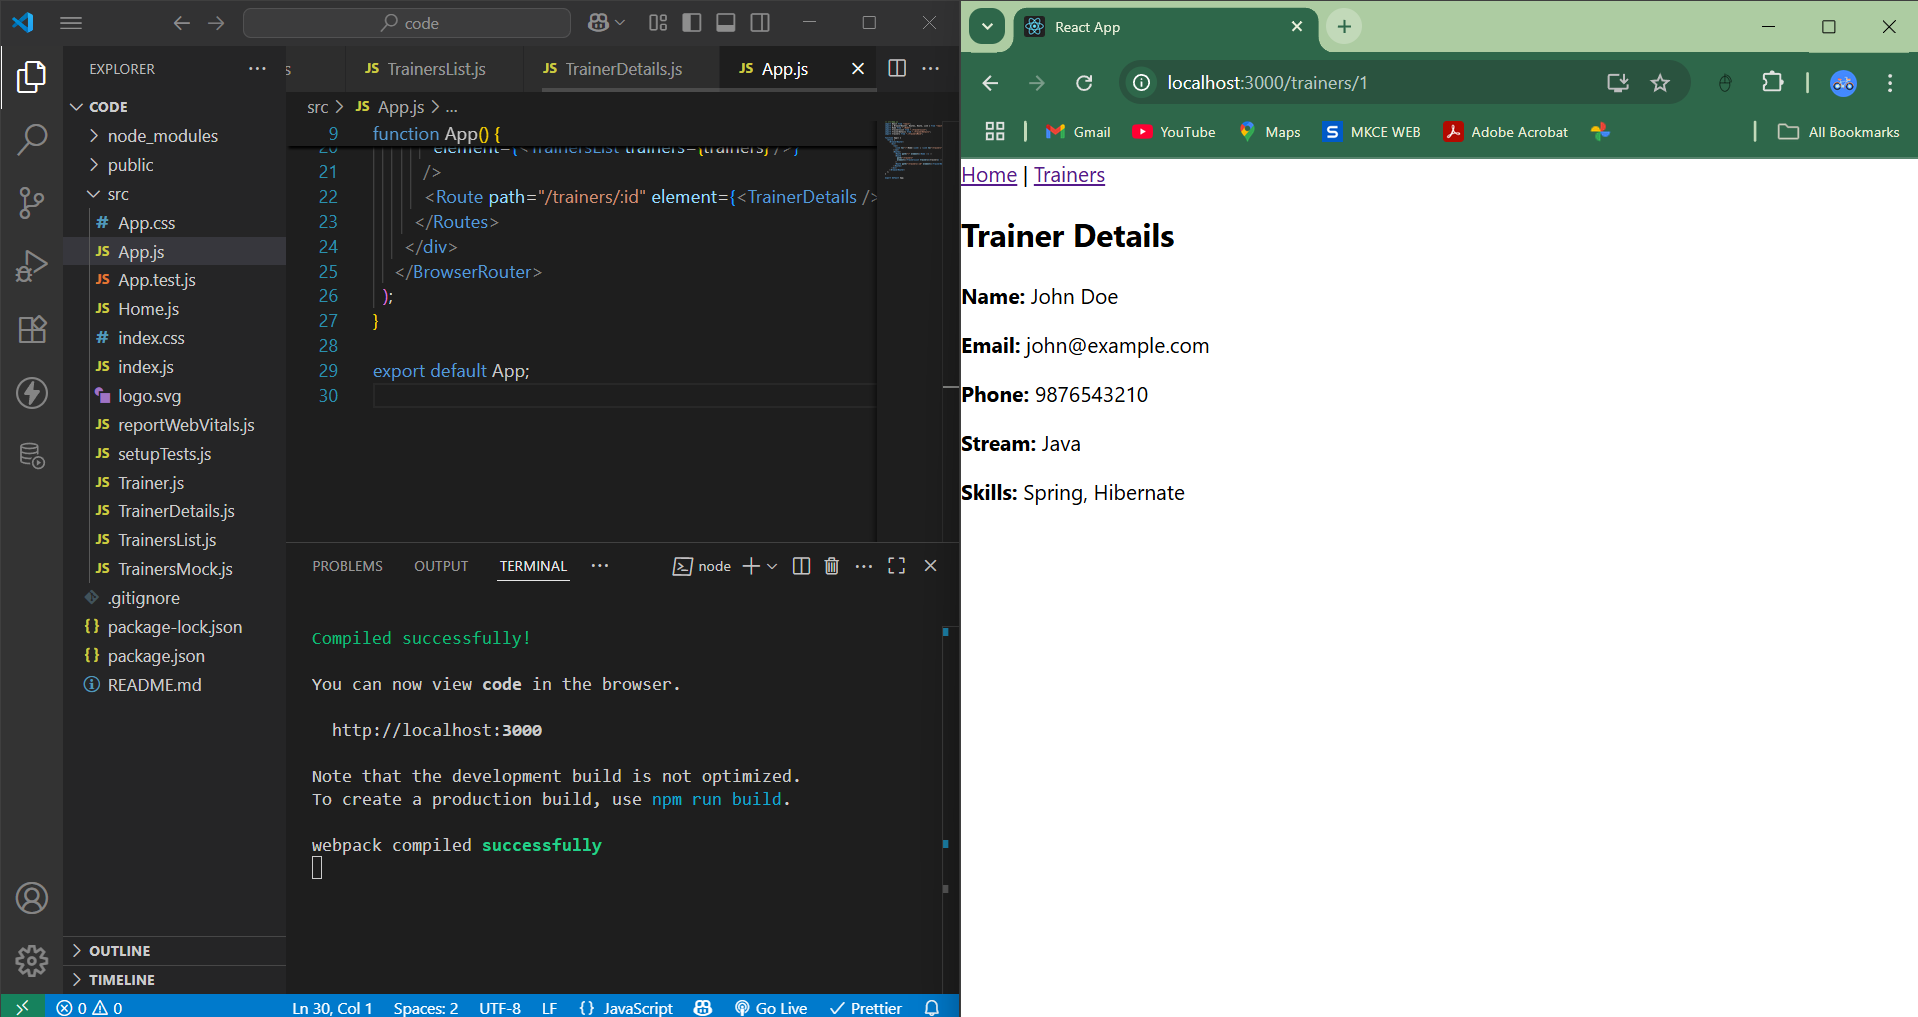 code
EXPLORER
CODE
node_modules
public
src
App.css
App.js
App.test.js
Home.js
index.css
index.js
logo.svg
reportWebVitals.js
setupTests.js
Trainer.js
TrainerDetails.js
TrainersList.js
TrainersMock.js
.gitignore
package-lock.json
package.json
README.md
OUTLINE
TIMELINE
s JS TrainersList.js JS TrainerDetails.js JS App.js
src > JS App.js > ...
9 function App() {
20 element={<TrainersList trainers={trainers} />}
21 />
22 <Route path="/trainers/:id" element={<TrainerDetails />
23 </Routes>
24 </div>
25 </BrowserRouter>
26 );
27 }
28
29 export default App;
30
PROBLEMS OUTPUT TERMINAL ... node
Compiled successfully!
You can now view code in the browser.
http://localhost:3000
Note that the development build is not optimized.
To create a production build, use npm run build.
webpack compiled successfully
0 0 Ln 30, Col 1 Spaces: 2 UTF-8 LF {} JavaScript Go Live Prettier
React App
localhost:3000/trainers/1
Gmail YouTube Maps S MKCE WEB Adobe Acrobat All Bookmarks
Home | Trainers
Trainer Details
Name: John Doe
Email: john@example.com
Phone: 9876543210
Stream: Java
Skills: Spring, Hibernate